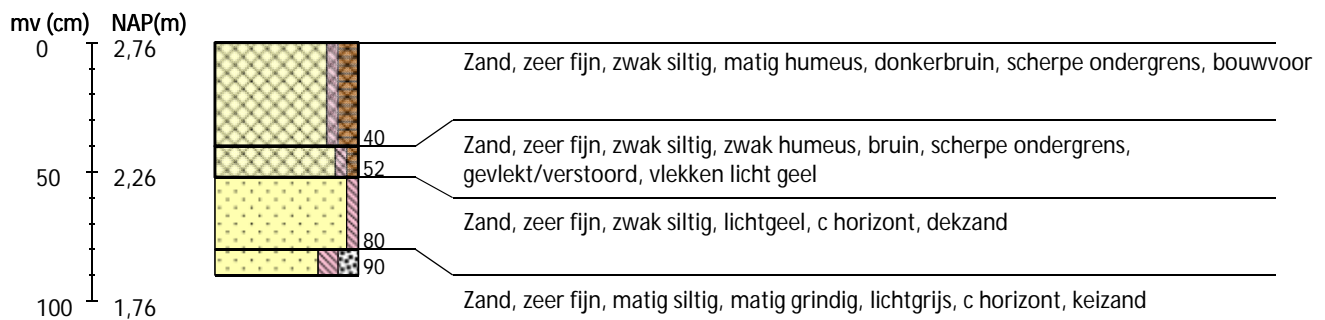 mv (cm) NAP(m)
0 2,76
Zand, zeer fijn, zwak siltig, matig humeus, donkerbruin, scherpe ondergrens, bouwvoor
40
Zand, zeer fijn, zwak siltig, zwak humeus, bruin, scherpe ondergrens,
gevlekt/verstoord, vlekken licht geel
52
50 2,26
Zand, zeer fijn, zwak siltig, lichtgeel, c horizont, dekzand
80
90
Zand, zeer fijn, matig siltig, matig grindig, lichtgrijs, c horizont, keizand
100 1,76